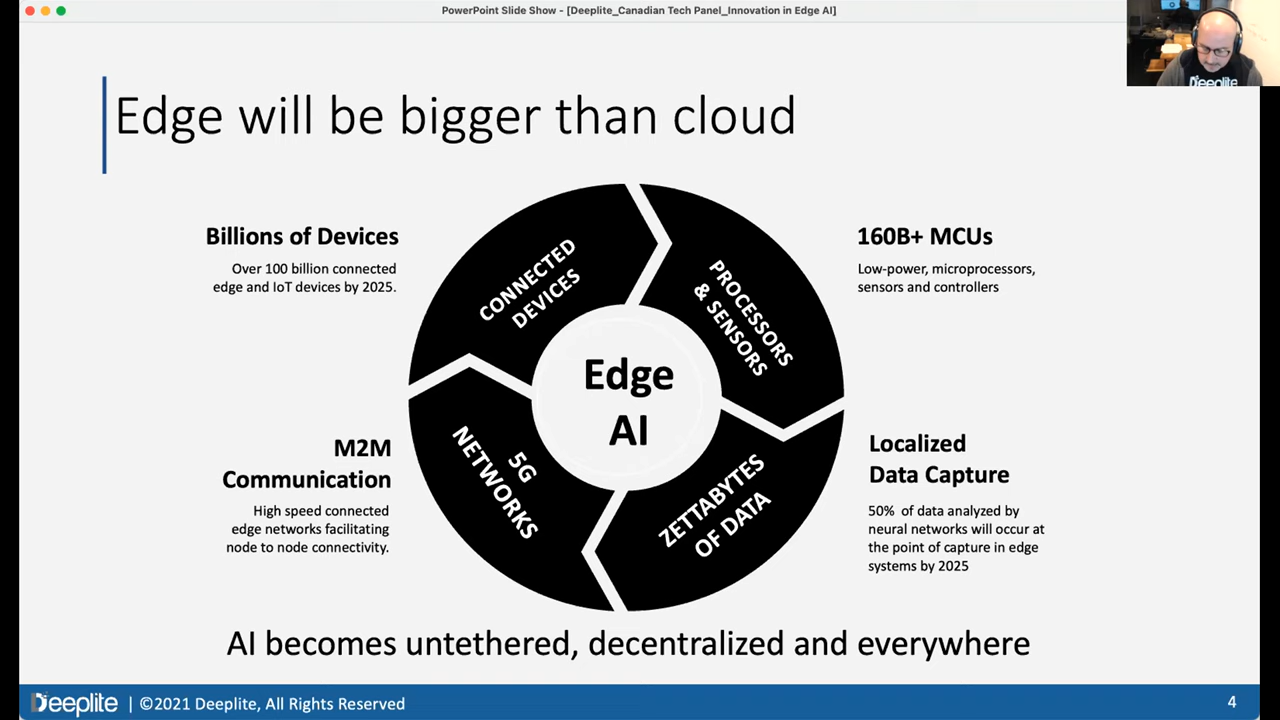 PowerPoint Slide Show - [Deeplite_Canadian Tech Panel_Innovation in Edge AI]
Deeplite
Edge will be bigger than cloud
Billions of Devices
Over 100 billion connected
edge and IoT devices by 2025.
CONNECTED
DEVICES
PROCESSORS
& SENSORS
160B+ MCUs
Low-power, microprocessors,
sensors and controllers
Edge
AI
M2M
Communication
High speed connected
edge networks facilitating
node to node connectivity.
5G
NETWORKS
ZETTABYTES
OF DATA
Localized
Data Capture
50% of data analyzed by
neural networks will occur at
the point of capture in edge
systems by 2025
AI becomes untethered, decentralized and everywhere
Deeplite | ©2021 Deeplite, All Rights Reserved
4